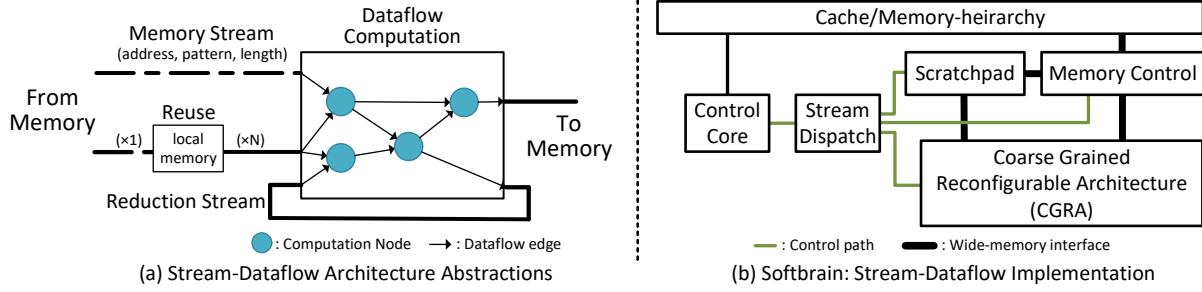 Memory Stream
(address, pattern, length)
Dataflow
Computation
From
Memory
Reuse
(×1)
local
memory
(×N)
To
Memory
Reduction Stream
: Computation Node
: Dataflow edge
(a) Stream-Dataflow Architecture Abstractions
Cache/Memory-heirarchy
Control
Core
Stream
Dispatch
Scratchpad
Memory Control
Coarse Grained
Reconfigurable Architecture
(CGRA)
: Control path
: Wide-memory interface
(b) Softbrain: Stream-Dataflow Implementation